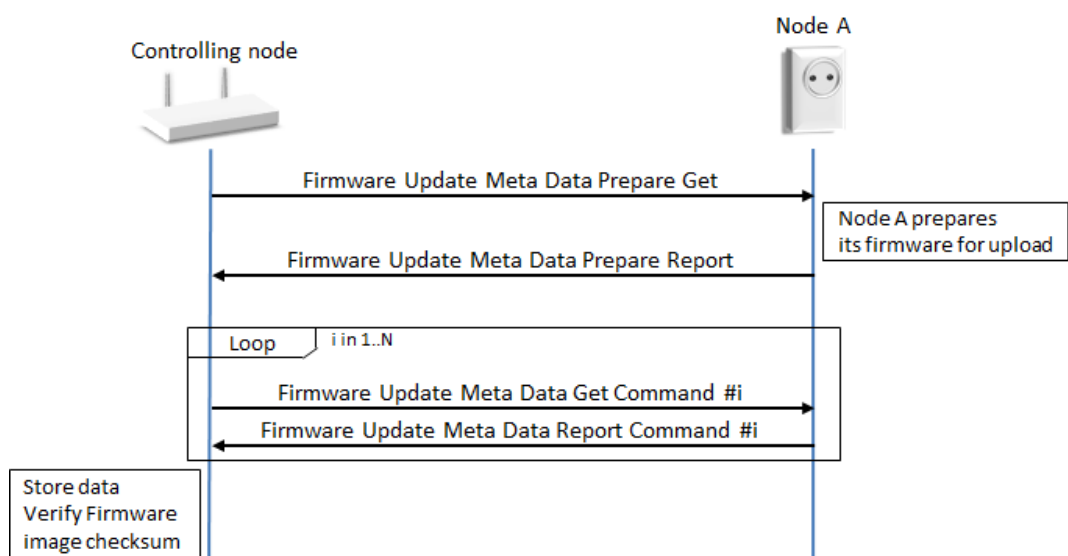 Node A
Controlling node
Firmware Update Meta Data Prepare Get
Node A prepares
its firmware for upload
Firmware Update Meta Data Prepare Report
Loop
i in 1..N
Firmware Update Meta Data Get Command #i
Firmware Update Meta Data Report Command #i
Store data
Verify Firmware
image checksum